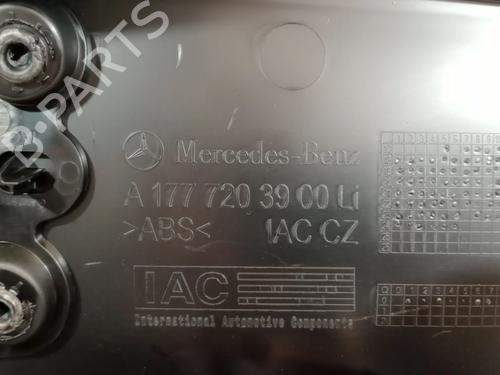 B-PARTS
Mercedes-Benz
A 177 720 39 00 Li
>ABS< IAC CZ
IAC
International Automotive Components